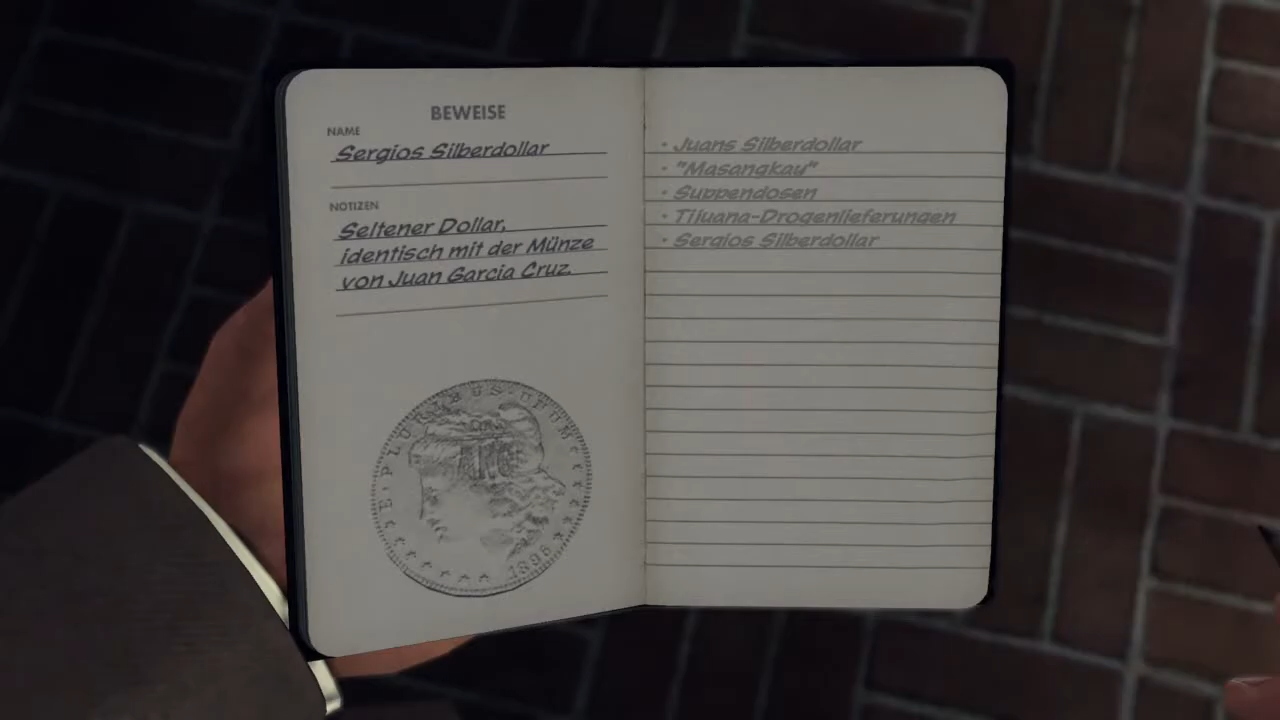 BEWEISE
NAME
Sergios Silberdollar
NOTIZEN
Seltener Dollar,
identisch mit der Münze
von Juan Garcia Cruz.
E·PLURIBUS·UNUM
1896
• Juans Silberdollar
• "Masangkau"
• Suppendosen
• Tijuana-Drogenlieferungen
• Sergios Silberdollar